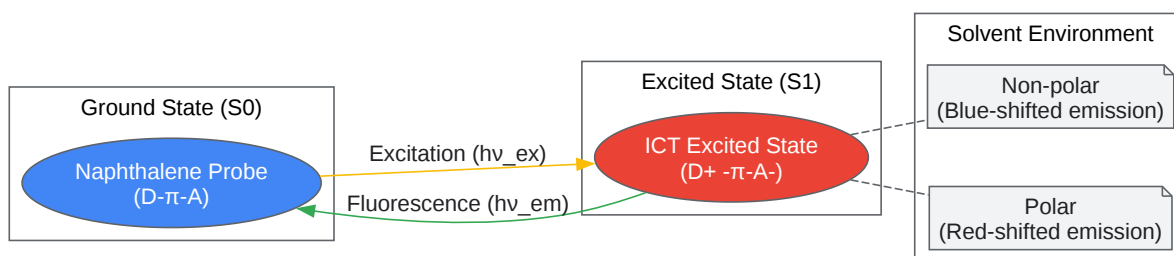 Ground State (S0)
Naphthalene Probe
(D-π-A)
Excitation (hν_ex)
Fluorescence (hν_em)
Excited State (S1)
ICT Excited State
(D+ -π-A-)
Solvent Environment
Non-polar
(Blue-shifted emission)
Polar
(Red-shifted emission)